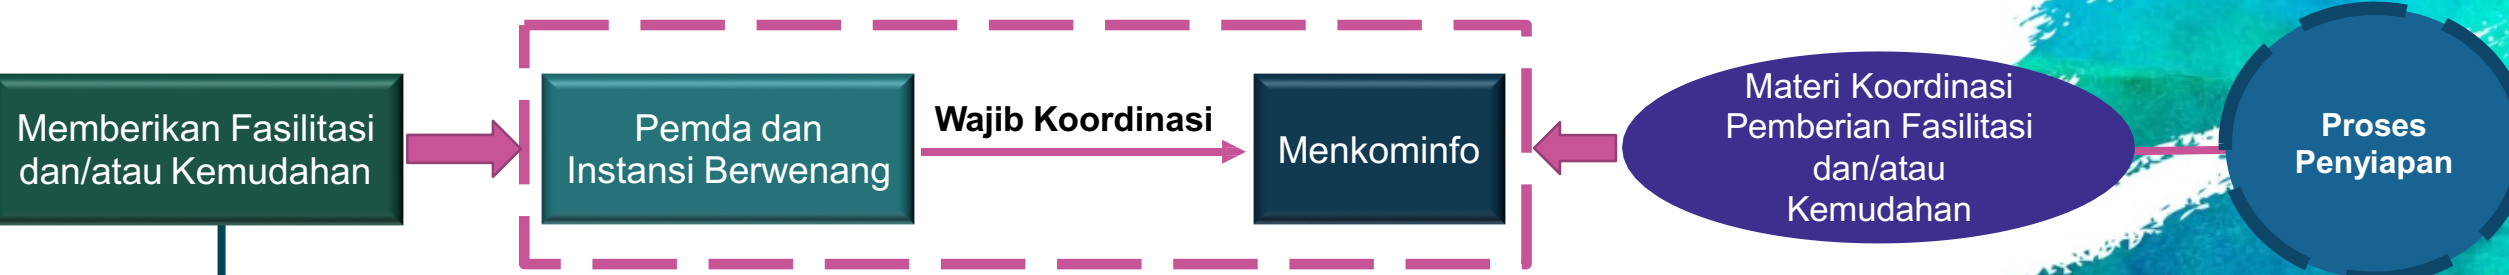 Memberikan Fasilitasi
dan/atau Kemudahan
Pemda dan
Instansi Berwenang
Wajib Koordinasi
Menkominfo
Materi Koordinasi
Pemberian Fasilitasi
dan/atau
Kemudahan
Proses
Penyiapan